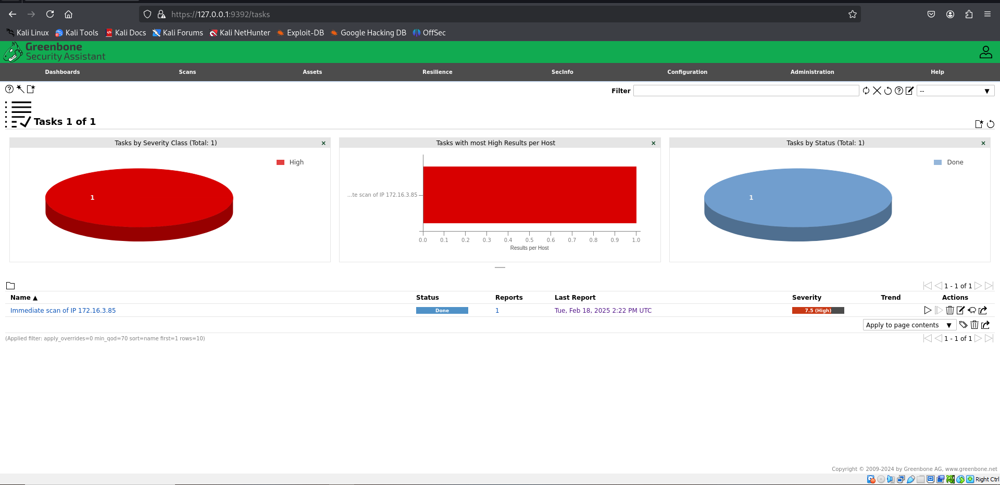 https://127.0.0.1:9392/tasks
Kali Linux Kali Tools Kali Docs Kali Forums Kali NetHunter Exploit-DB Google Hacking DB OffSec
Greenbone
Security Assistant
Dashboards Scans Assets Resilience SecInfo Configuration Administration Help
Filter --
Tasks 1 of 1
Tasks by Severity Class (Total: 1) ×
High
1
Tasks with most High Results per Host ×
...te scan of IP 172.16.3.85
0.0 0.1 0.2 0.3 0.4 0.5 0.6 0.7 0.8 0.9 1.0
Results per Host
Tasks by Status (Total: 1) ×
Done
1
1 - 1 of 1
Name ▲ Status Reports Last Report Severity Trend Actions
Immediate scan of IP 172.16.3.85 Done 1 Tue, Feb 18, 2025 2:22 PM UTC 7.5 (High)
Apply to page contents ▼
(Applied filter: apply_overrides=0 min_qod=70 sort=name first=1 rows=10) 1 - 1 of 1
Copyright © 2009-2024 by Greenbone AG, www.greenbone.net
Right Ctrl